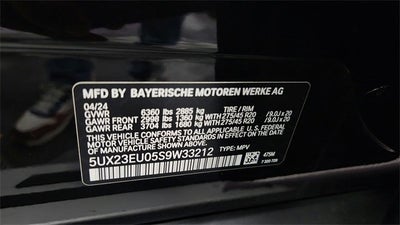 MFD BY BAYERISCHE MOTOREN WERKE AG
04/24
GVWR 6360 lbs 2885 kg TIRE / RIM
GAWR FRONT 2998 lbs 1360 kg 275/45 R20 / 9.0J x 20
GAWR REAR 3704 lbs 1680 kg 275/45 R20 / 9.0J x 20
THIS VEHICLE CONFORMS TO ALL APPLICABLE
FEDERAL MOTOR VEHICLE SAFETY
STANDARDS IN EFFECT ON THE DATE OF
MANUFACTURE SHOWN ABOVE.
5UX23EU05S9W33212 TYPE: MPV
475M